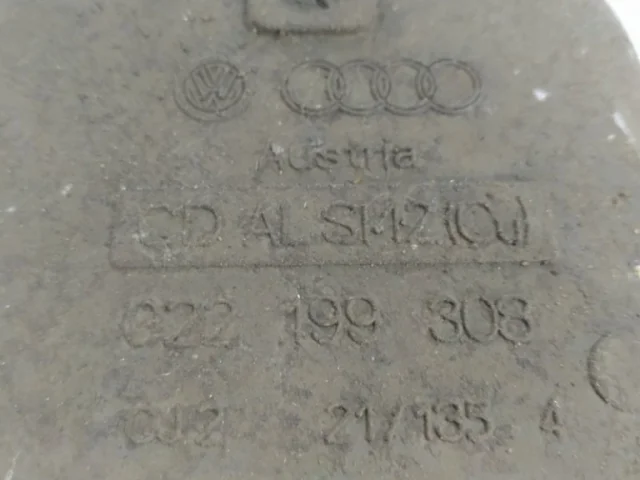 Austria
GD AL SI12(Cu)
022 199 308
21/135 4